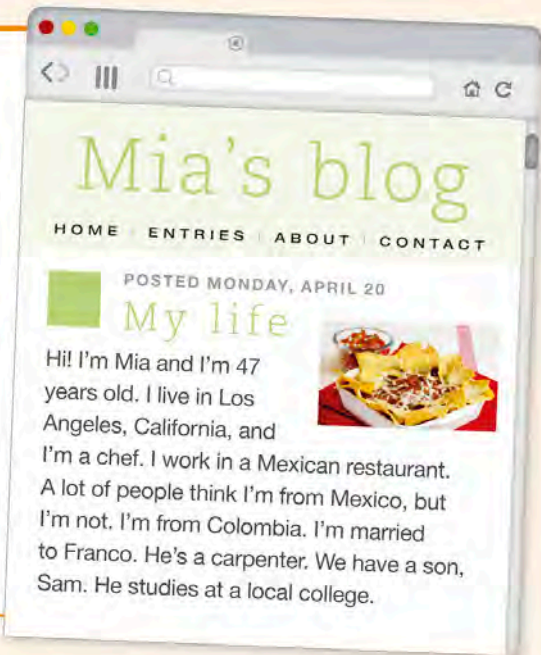 Mia's blog
HOME | ENTRIES | ABOUT | CONTACT
POSTED MONDAY, APRIL 20
My life
Hi! I'm Mia and I'm 47
years old. I live in Los
Angeles, California, and
I'm a chef. I work in a Mexican restaurant.
A lot of people think I'm from Mexico, but
I'm not. I'm from Colombia. I'm married
to Franco. He's a carpenter. We have a son,
Sam. He studies at a local college.